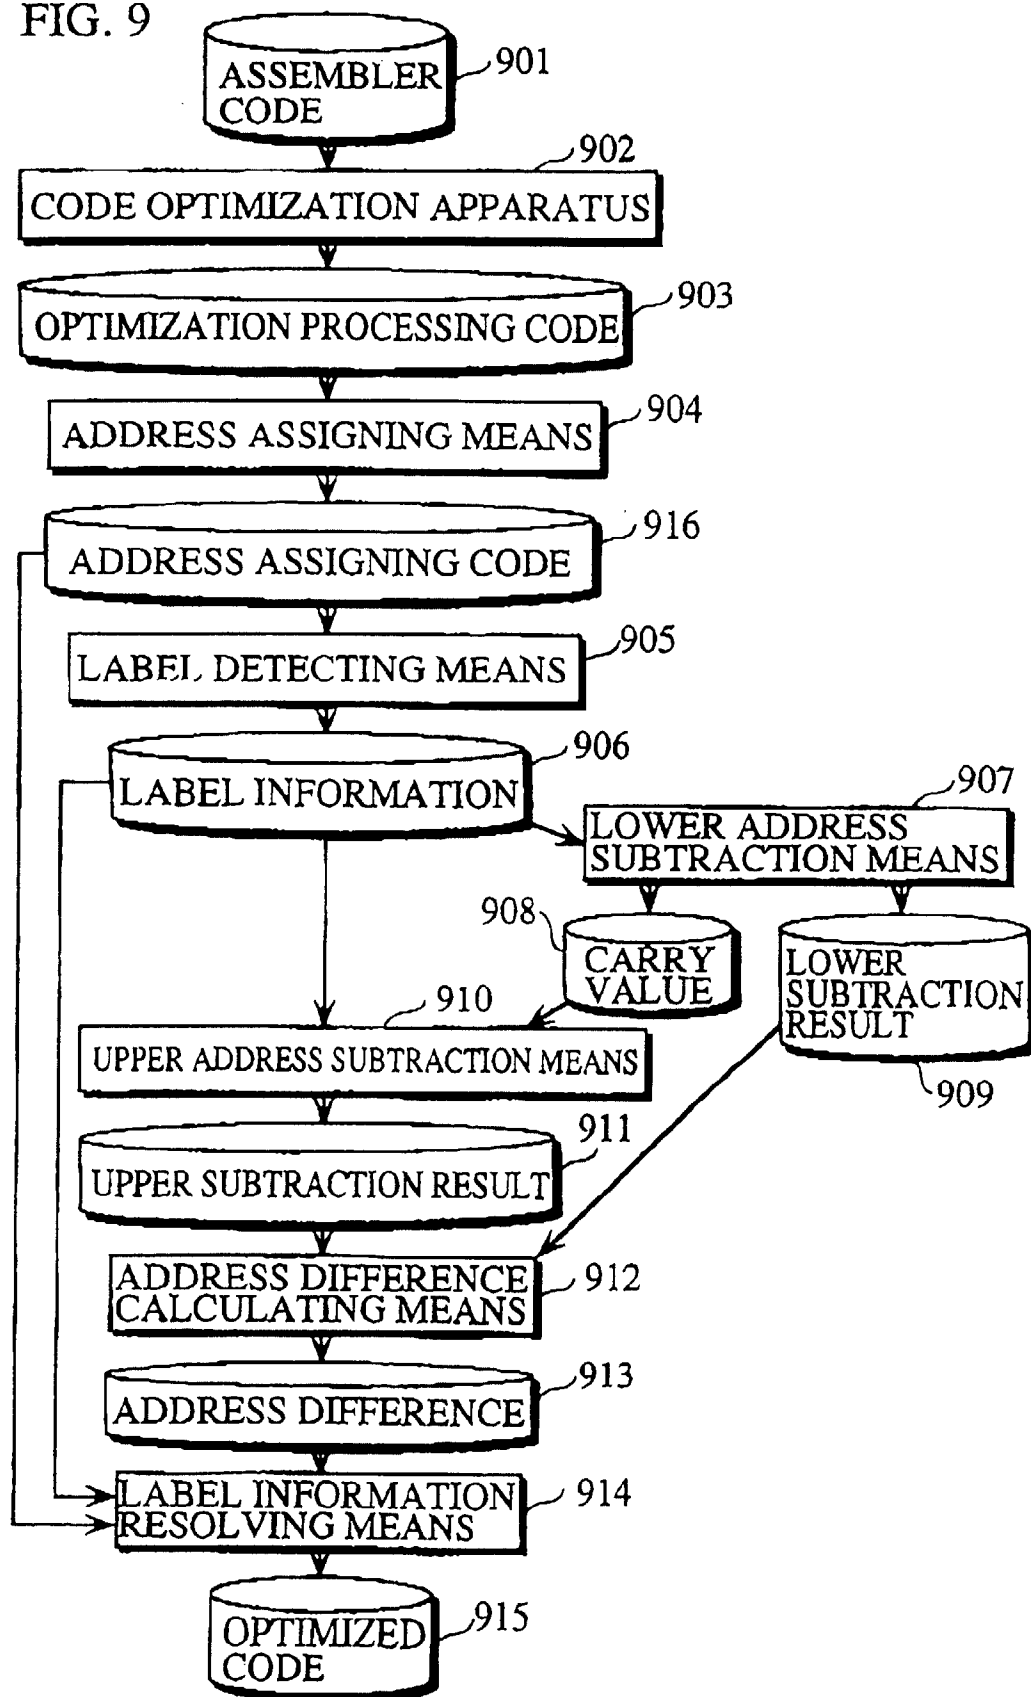 FIG. 9
ASSEMBLER
CODE
901
902
CODE OPTIMIZATION APPARATUS
903
OPTIMIZATION PROCESSING CODE
904
ADDRESS ASSIGNING MEANS
916
ADDRESS ASSIGNING CODE
905
LABEL DETECTING MEANS
906
LABEL INFORMATION
907
LOWER ADDRESS
SUBTRACTION MEANS
908
CARRY
VALUE
LOWER
SUBTRACTION
RESULT
909
910
UPPER ADDRESS SUBTRACTION MEANS
911
UPPER SUBTRACTION RESULT
ADDRESS DIFFERENCE
CALCULATING MEANS
912
913
ADDRESS DIFFERENCE
LABEL INFORMATION
RESOLVING MEANS
914
OPTIMIZED
CODE
915